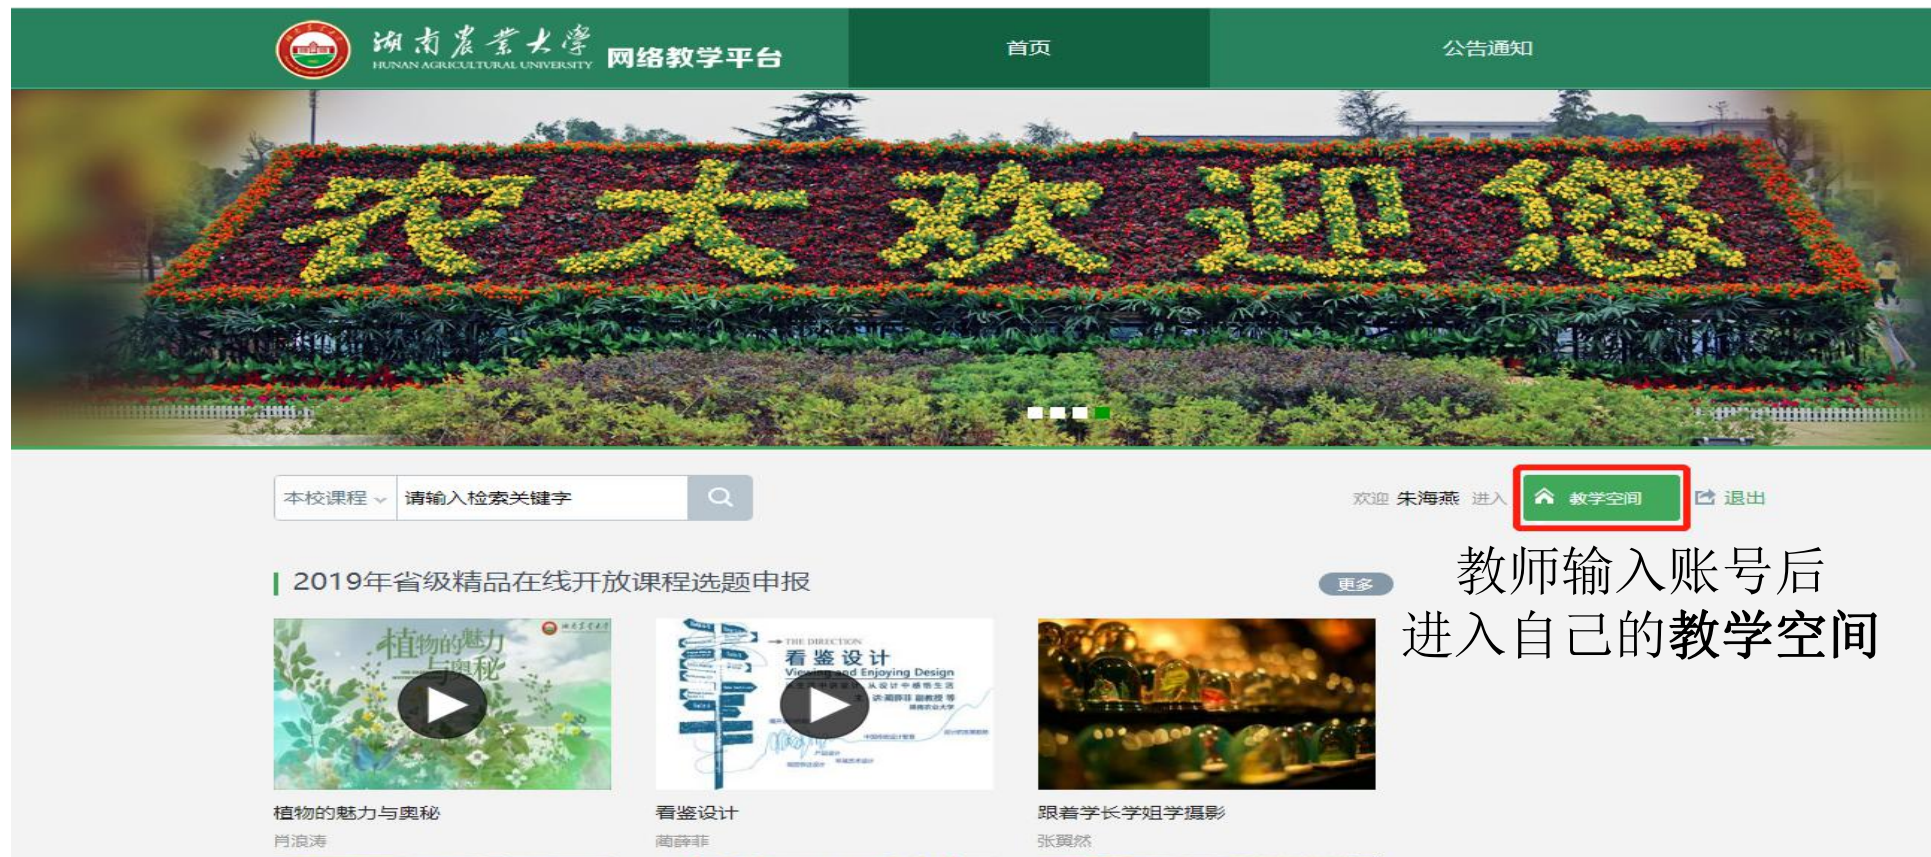 湖南农业大学
HUNAN AGRICULTURAL UNIVERSITY
网络教学平台
首页
公告通知
农大欢迎您
本校课程
请输入检索关键字
欢迎 朱海燕 进入
教学空间
退出
教师输入账号后
进入自己的教学空间
2019年省级精品在线开放课程选题申报
更多
植物的魅力
与奥秘
THE DIRECTION
看鉴设计
Viewing and Enjoying Design
植物的魅力与奥秘
看鉴设计
跟着学长学姐学摄影
肖浪涛
蔺薛菲
张翼然